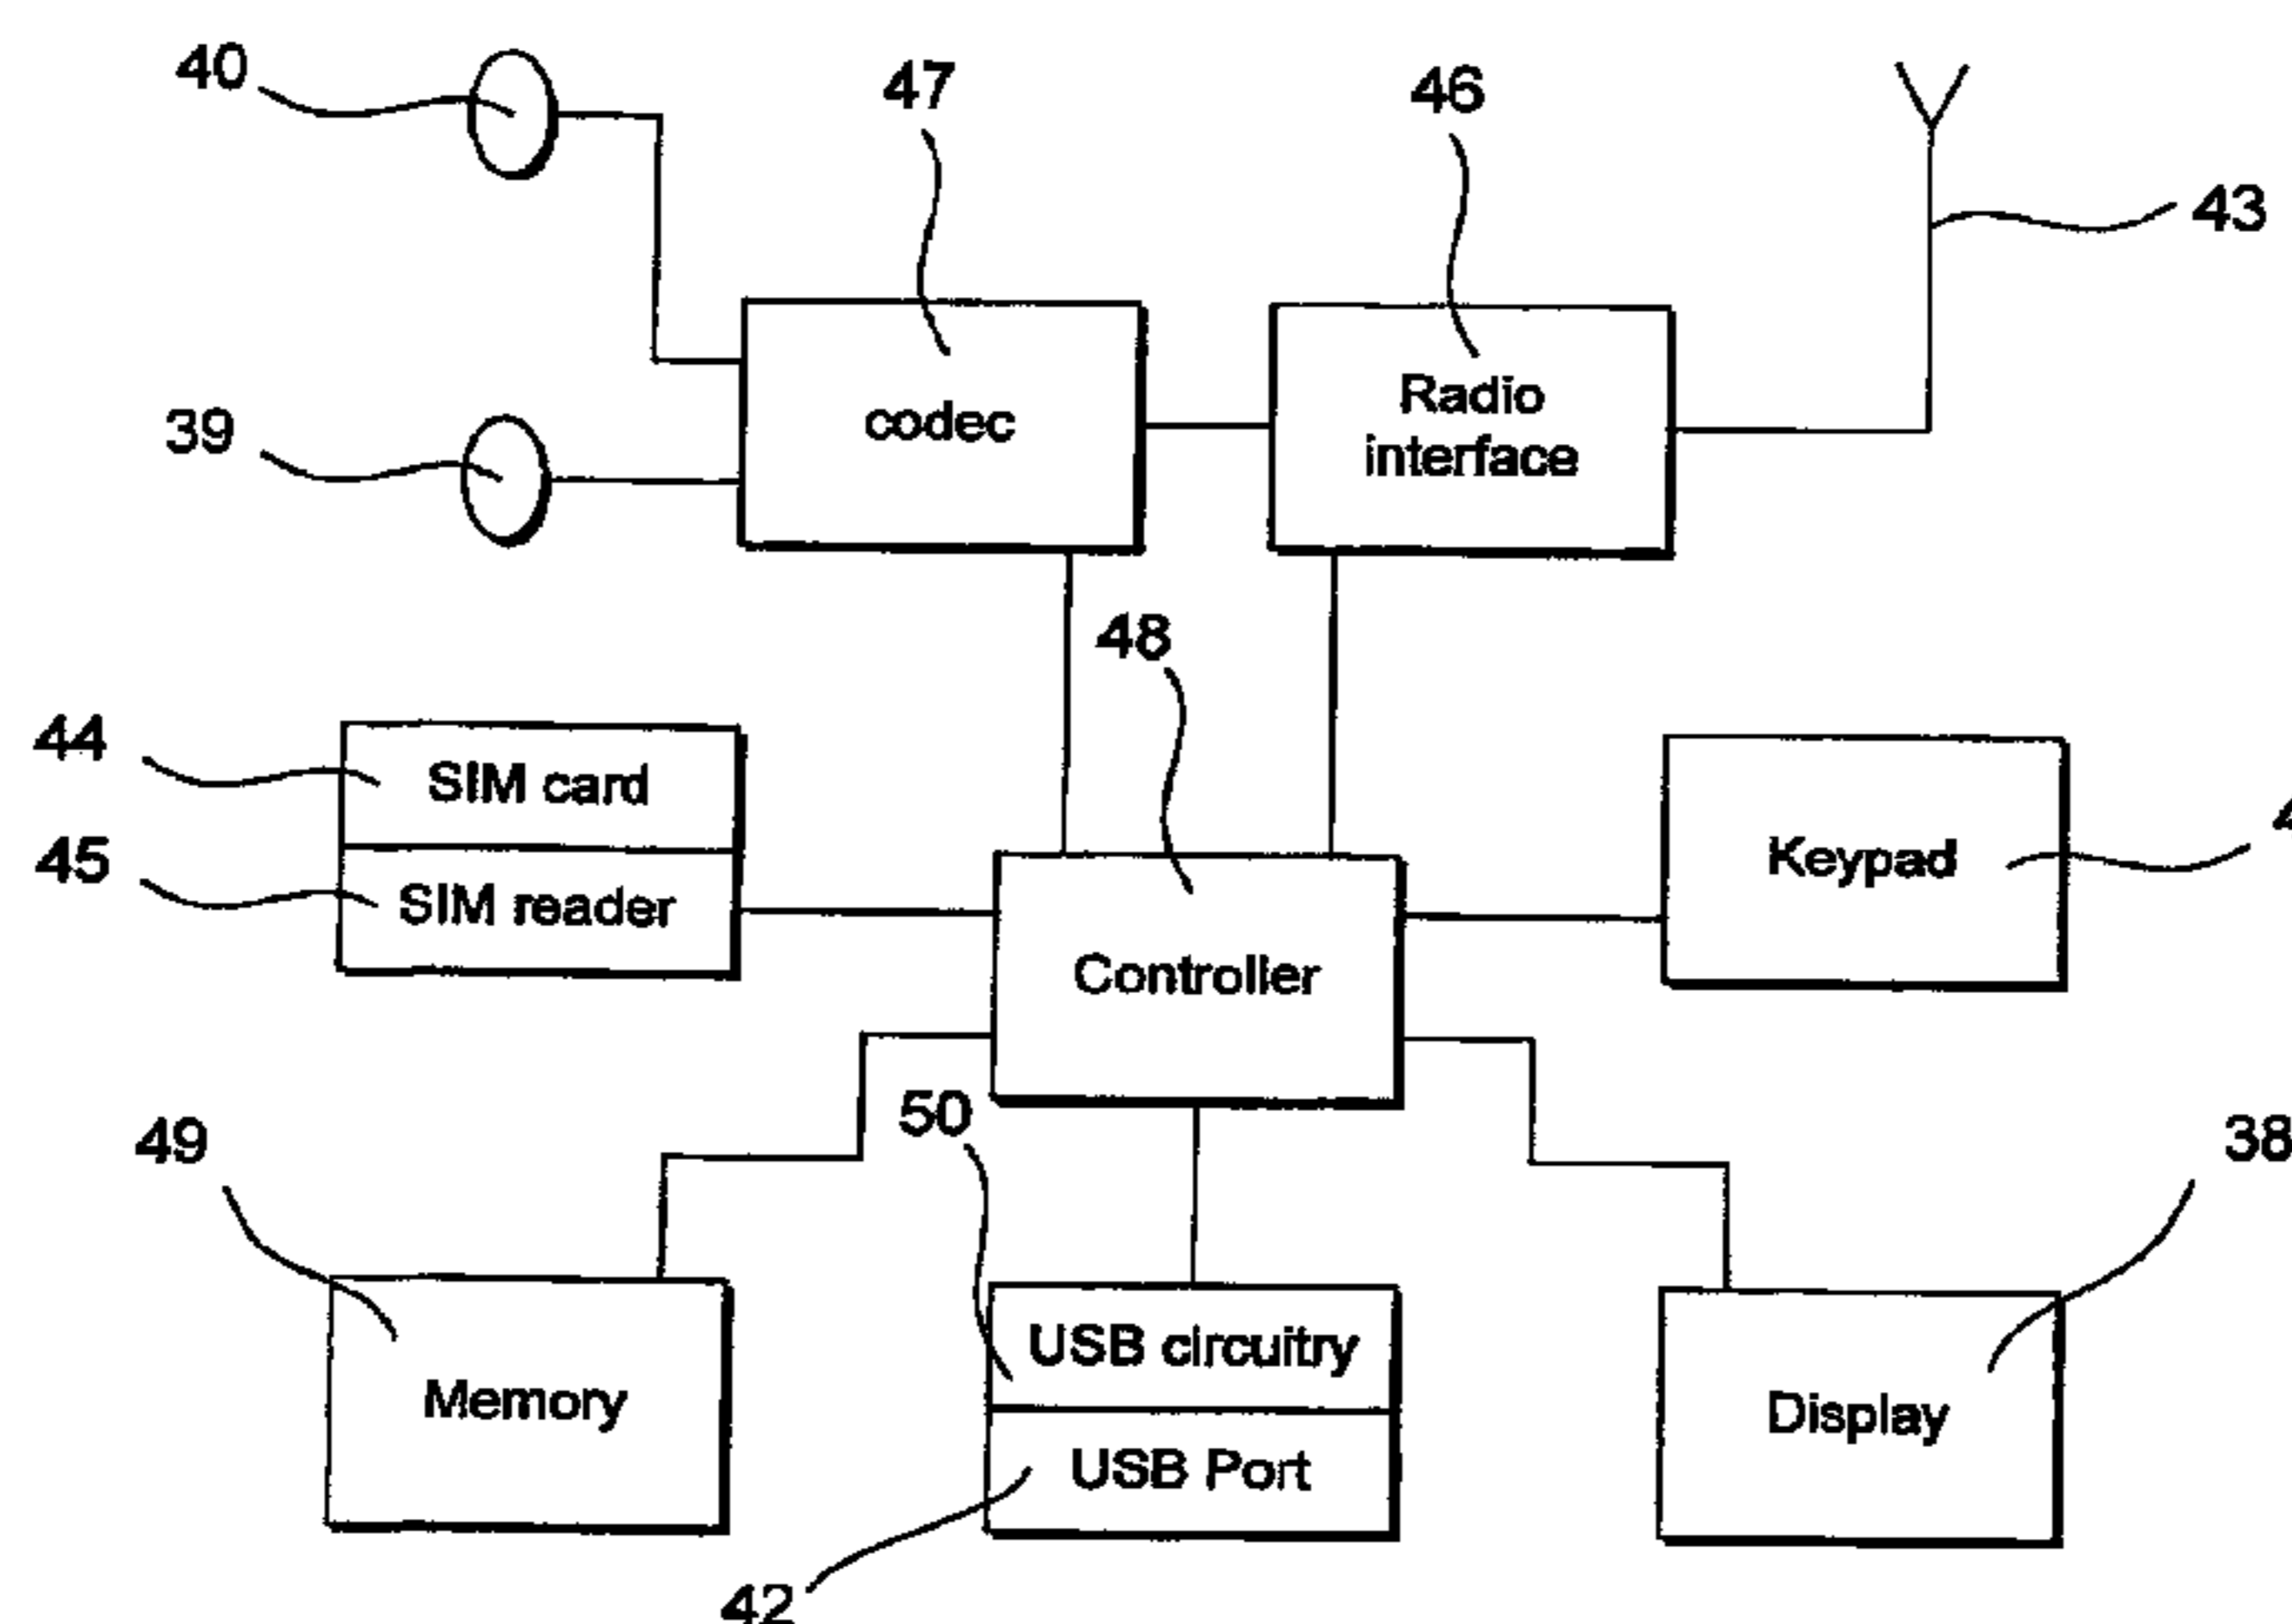 40
47
46
43
39
codec
Radio
interface
48
44
SIM card
45
SIM reader
Keypad
4
Controller
49
50
38
Memory
USB circuitry
USB Port
Display
42